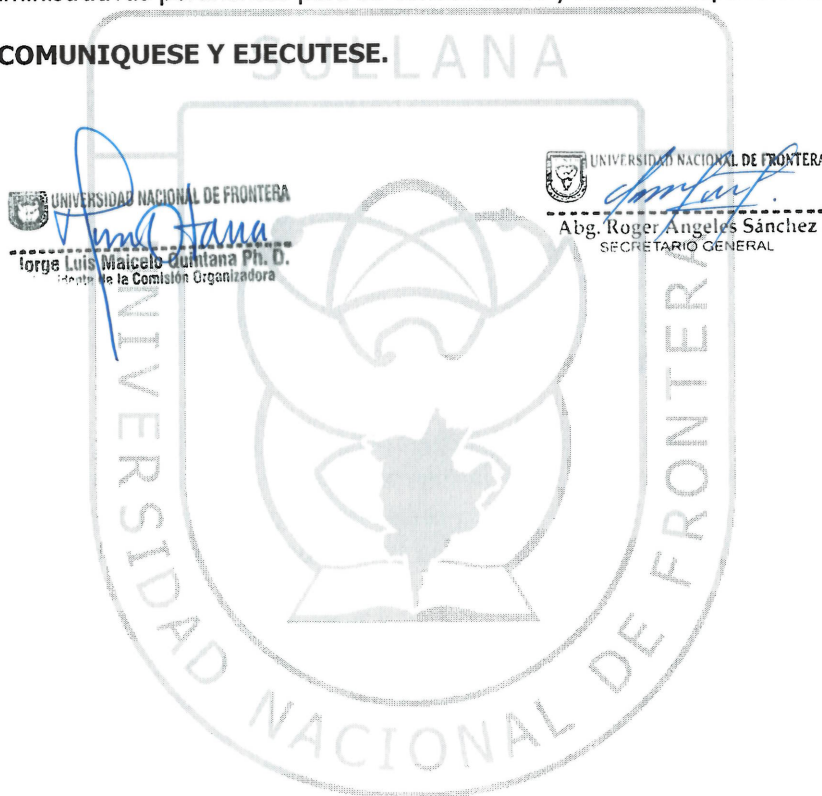 COMUNIQUESE Y EJECUTESE.
SULLANA
UNIVERSIDAD NACIONAL DE FRONTERA
Jorge Luis Maicelo Quintana Ph. D.
de la Comisión Organizadora
UNIVERSIDAD NACIONAL DE FRONTERA
Abg. Roger Angeles Sánchez
SECRETARIO GENERAL
UNIVERSIDAD NACIONAL DE FRONTERA